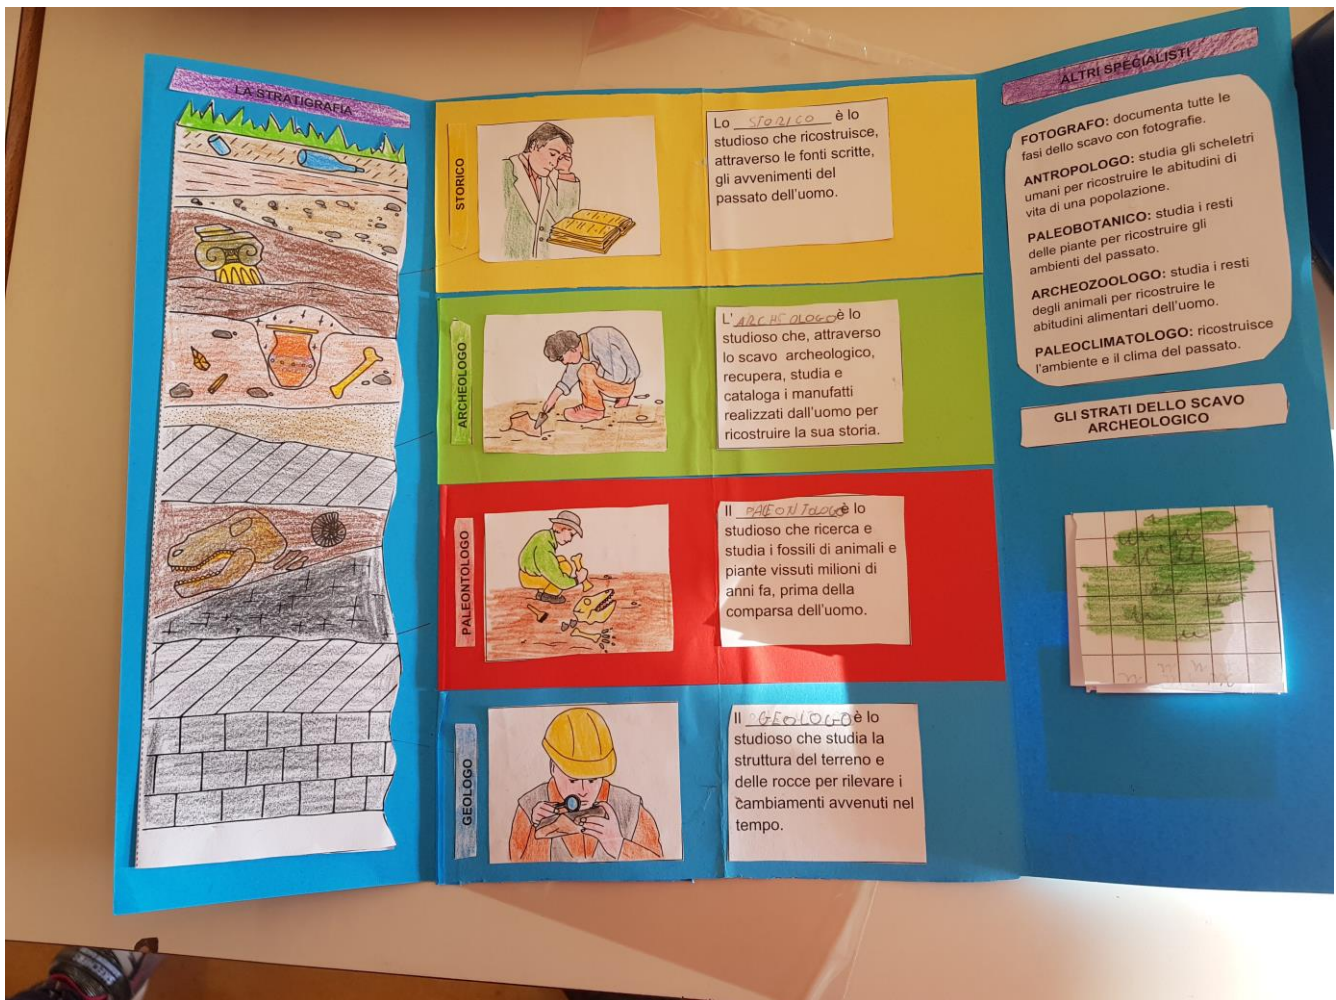 LA STRATIGRAFIA
STORICO
Lo STORICO è lo
studioso che ricostruisce,
attraverso le fonti scritte,
gli avvenimenti del
passato dell'uomo.
ARCHEOLOGO
L'ARCHEOLOGO è lo
studioso che, attraverso
lo scavo archeologico,
recupera, studia e
cataloga i manufatti
realizzati dall'uomo per
ricostruire la sua storia.
PALEONTOLOGO
Il PALEONTOLOGO è lo
studioso che ricerca e
studia i fossili di animali e
piante vissuti milioni di
anni fa, prima della
comparsa dell'uomo.
GEOLOGO
Il GEOLOGO è lo
studioso che studia la
struttura del terreno e
delle rocce per rilevare i
cambiamenti avvenuti nel
tempo.
ALTRI SPECIALISTI
FOTOGRAFO: documenta tutte le
fasi dello scavo con fotografie.
ANTROPOLOGO: studia gli scheletri
umani per ricostruire le abitudini di
vita di una popolazione.
PALEOBOTANICO: studia i resti
delle piante per ricostruire gli
ambienti del passato.
ARCHEOZOOLOGO: studia i resti
degli animali per ricostruire le
abitudini alimentari dell'uomo.
PALEOCLIMATOLOGO: ricostruisce
l'ambiente e il clima del passato.
GLI STRATI DELLO SCAVO
ARCHEOLOGICO